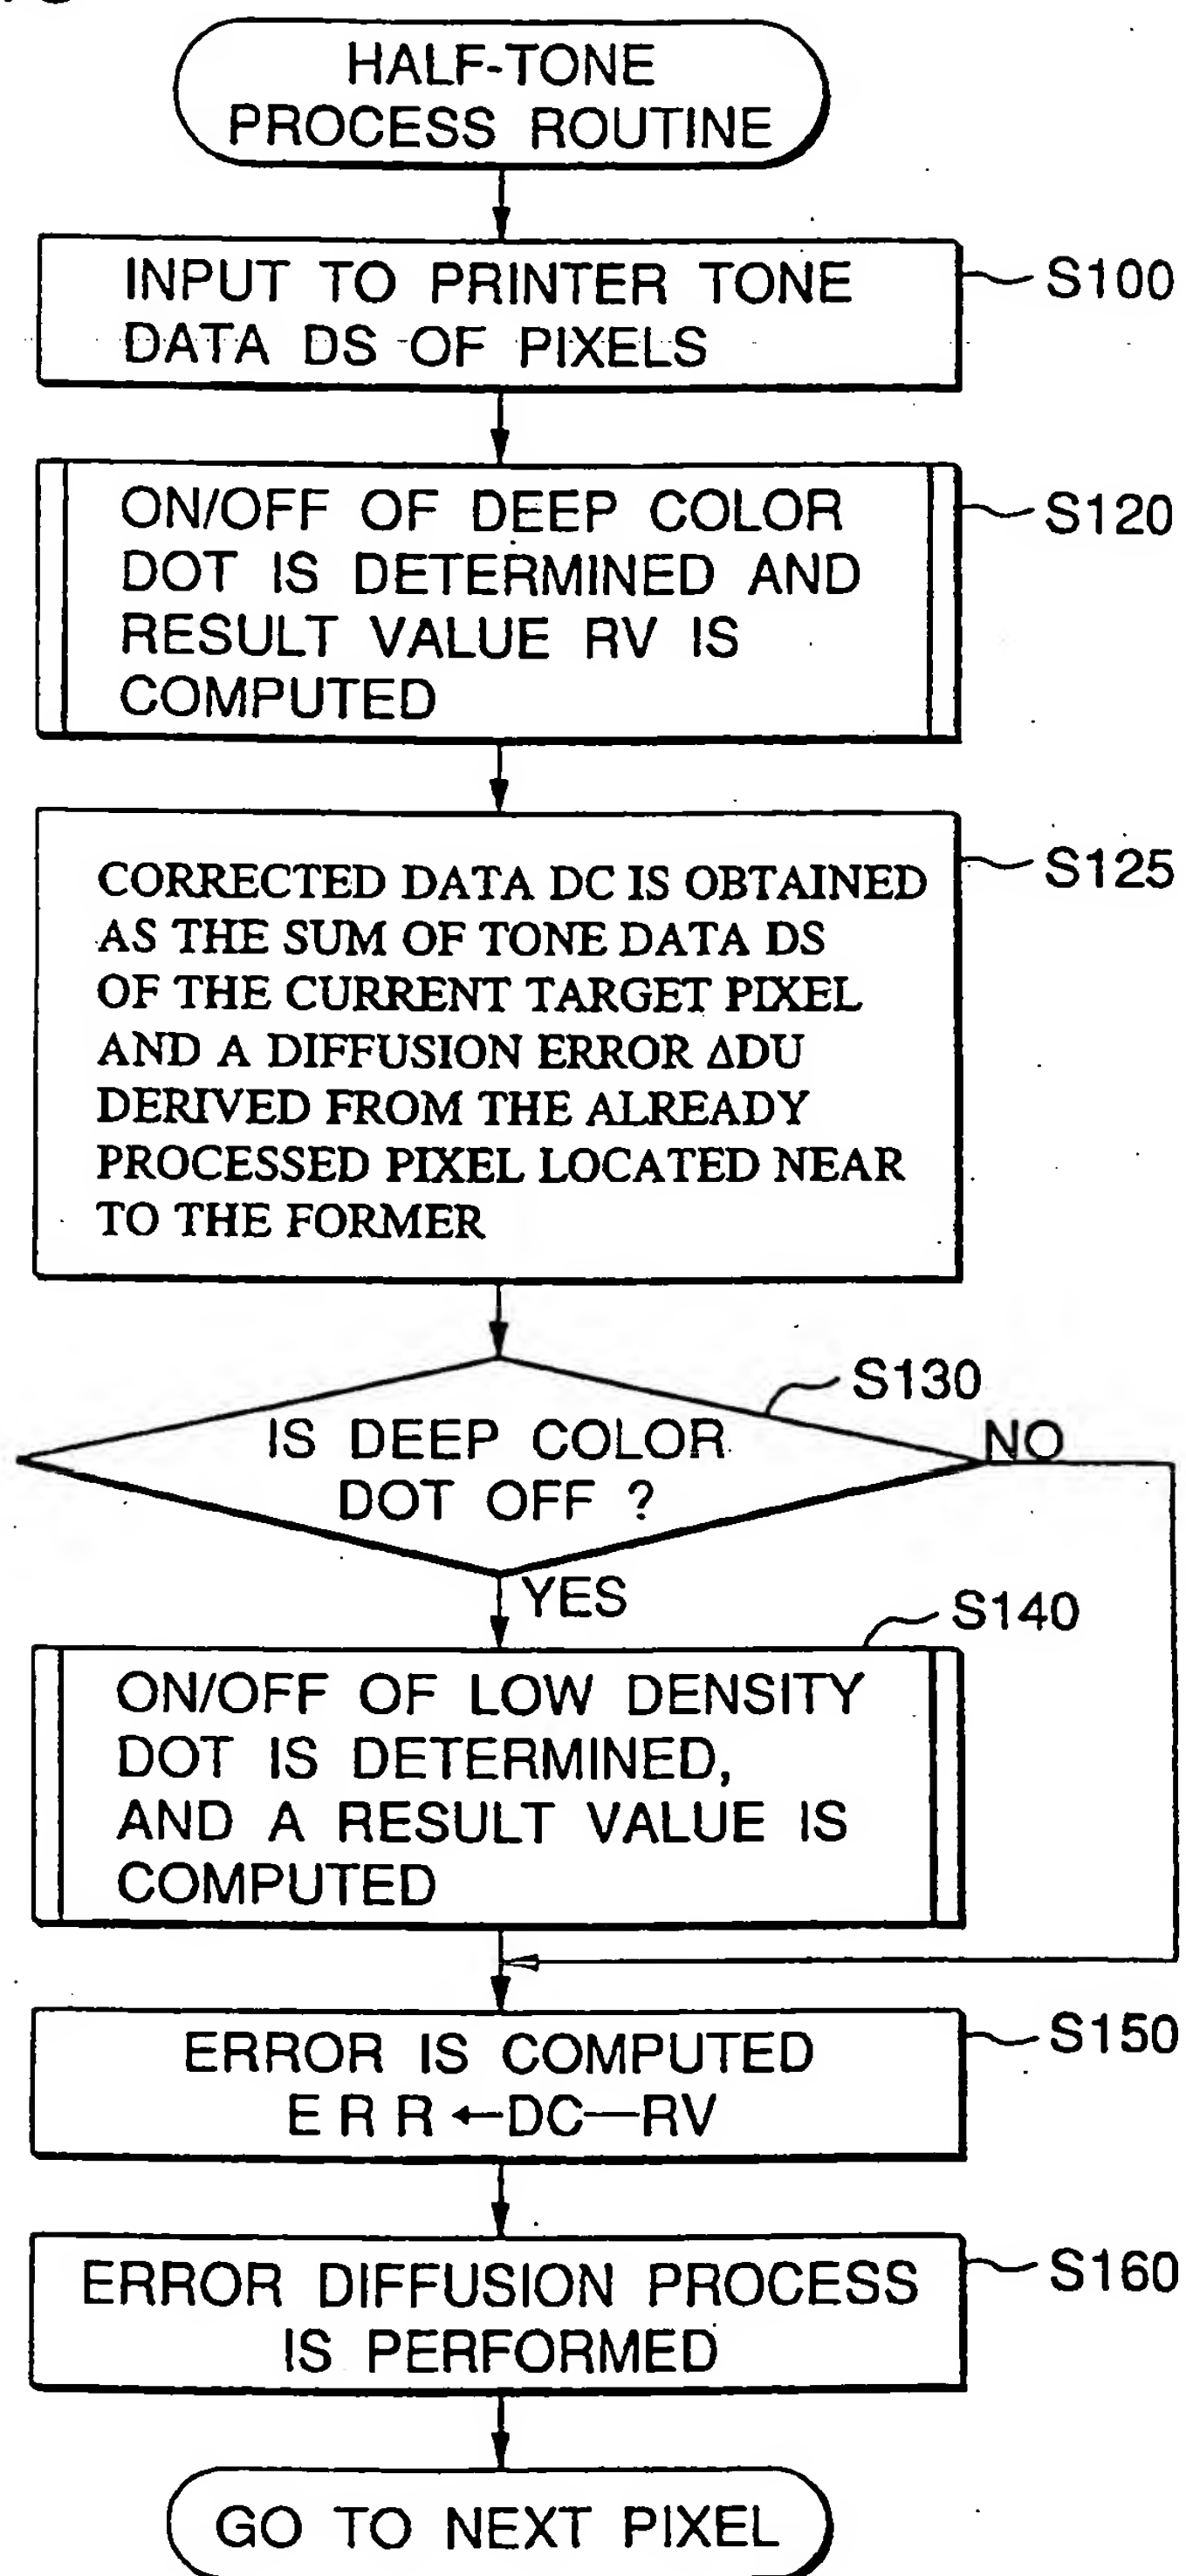 HALF-TONE
PROCESS ROUTINE
INPUT TO PRINTER TONE
DATA DS OF PIXELS
S100
ON/OFF OF DEEP COLOR
DOT IS DETERMINED AND
RESULT VALUE RV IS
COMPUTED
S120
CORRECTED DATA DC IS OBTAINED
AS THE SUM OF TONE DATA DS
OF THE CURRENT TARGET PIXEL
AND A DIFFUSION ERROR ΔDU
DERIVED FROM THE ALREADY
PROCESSED PIXEL LOCATED NEAR
TO THE FORMER
S125
S130
IS DEEP COLOR
DOT OFF ?
NO
YES
S140
ON/OFF OF LOW DENSITY
DOT IS DETERMINED,
AND A RESULT VALUE IS
COMPUTED
ERROR IS COMPUTED
E R R ←DC—RV
S150
ERROR DIFFUSION PROCESS
IS PERFORMED
S160
GO TO NEXT PIXEL